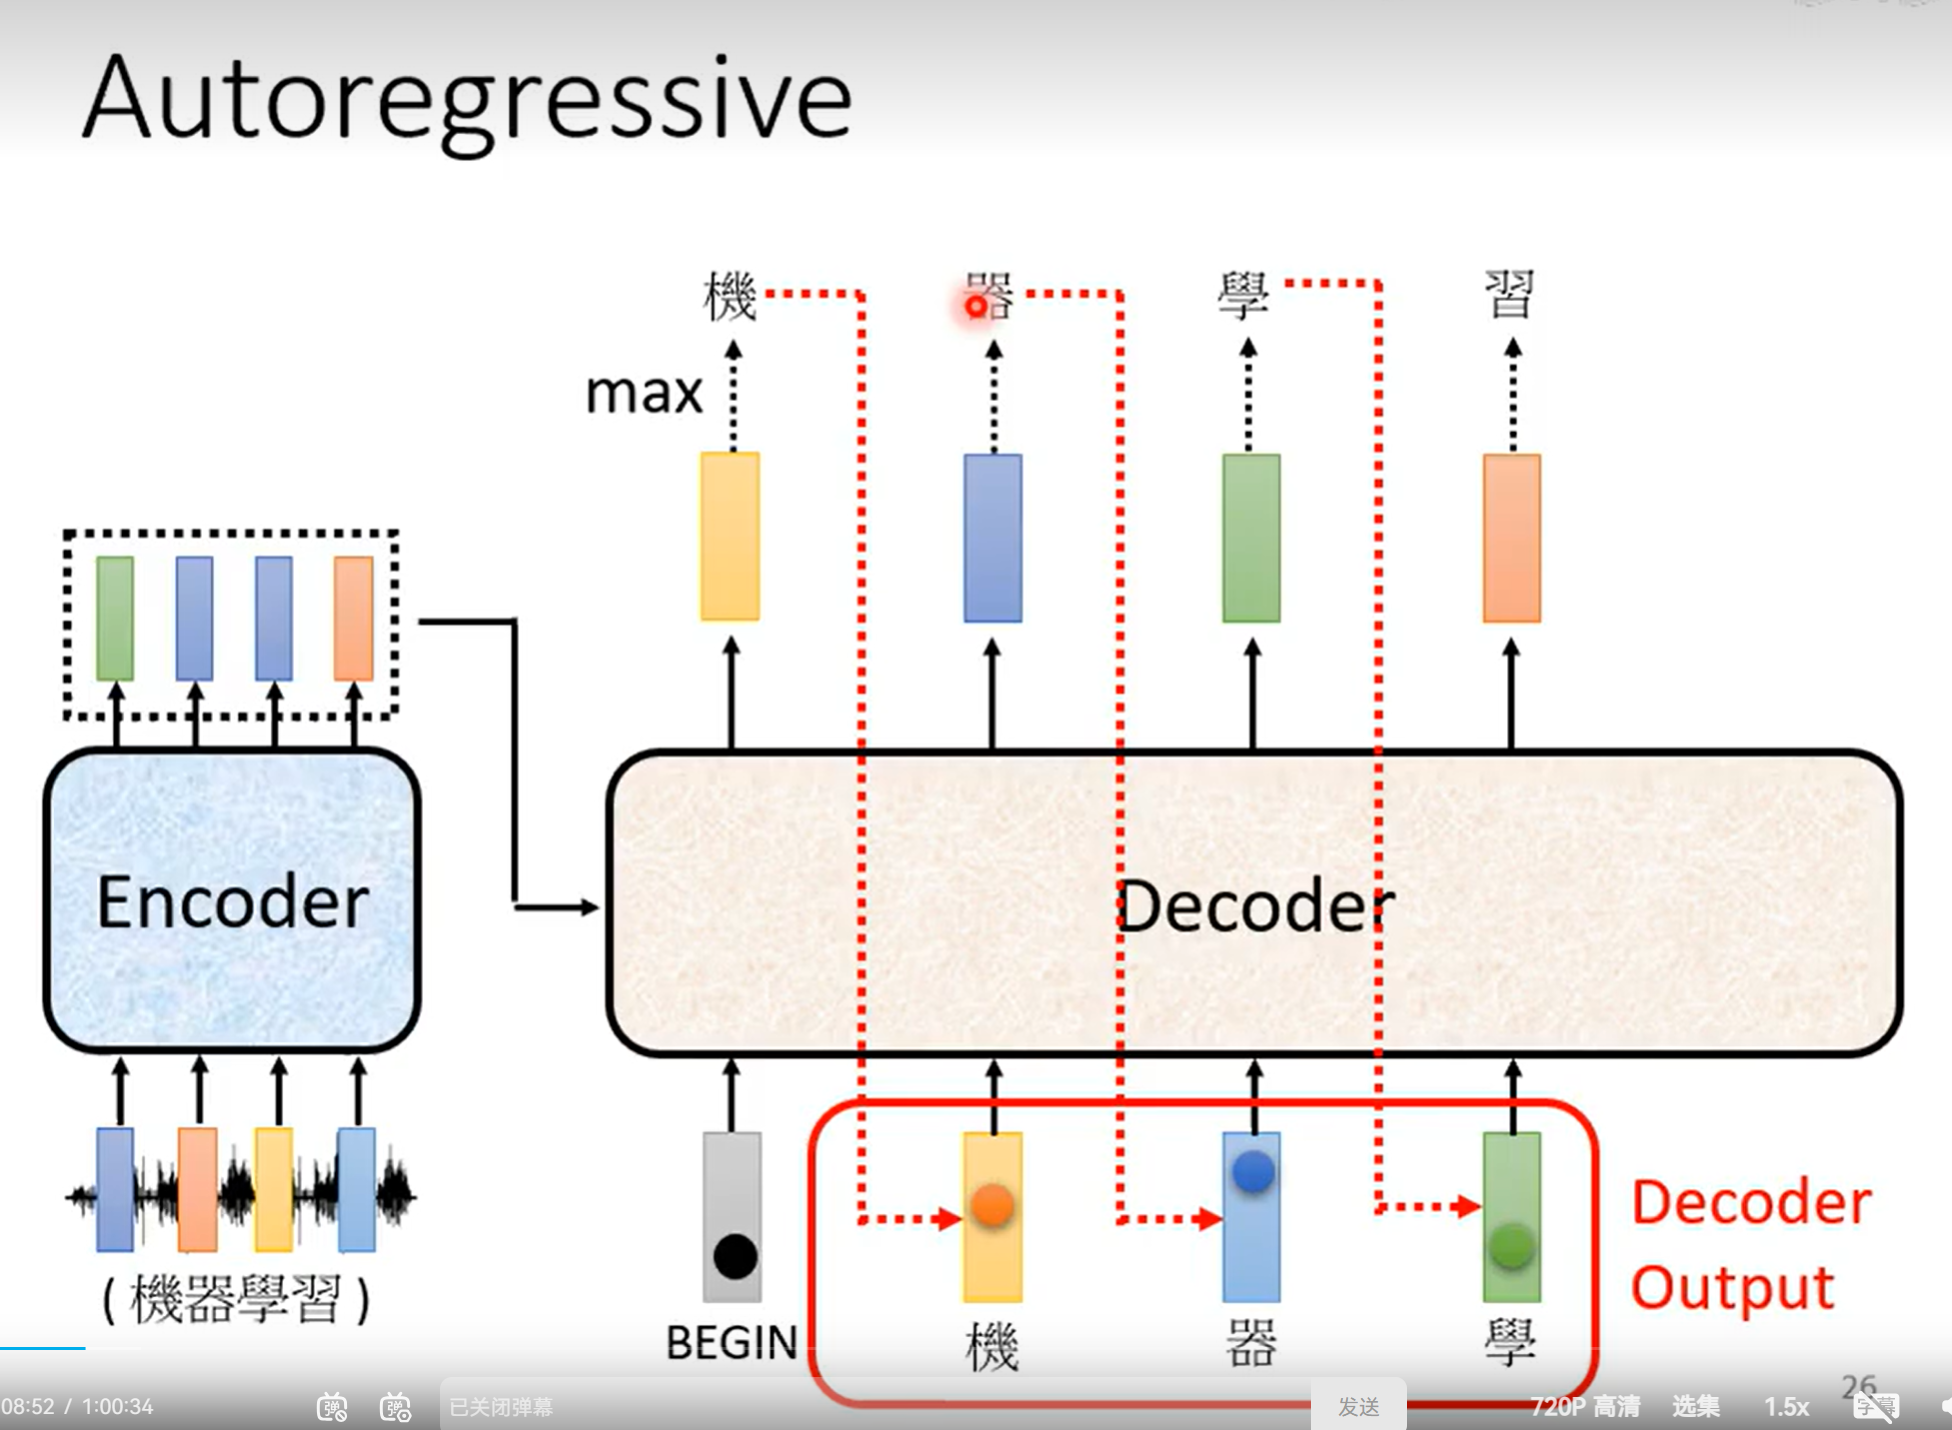 Autoregressive
機 器 學 習
max
Encoder
Decoder
(機器學習)
BEGIN
機 器 學
Decoder
Output
26
08:52 / 1:00:34
弹 弹
已关闭弹幕
发送
720P 高清
选集
1.5x
字幕